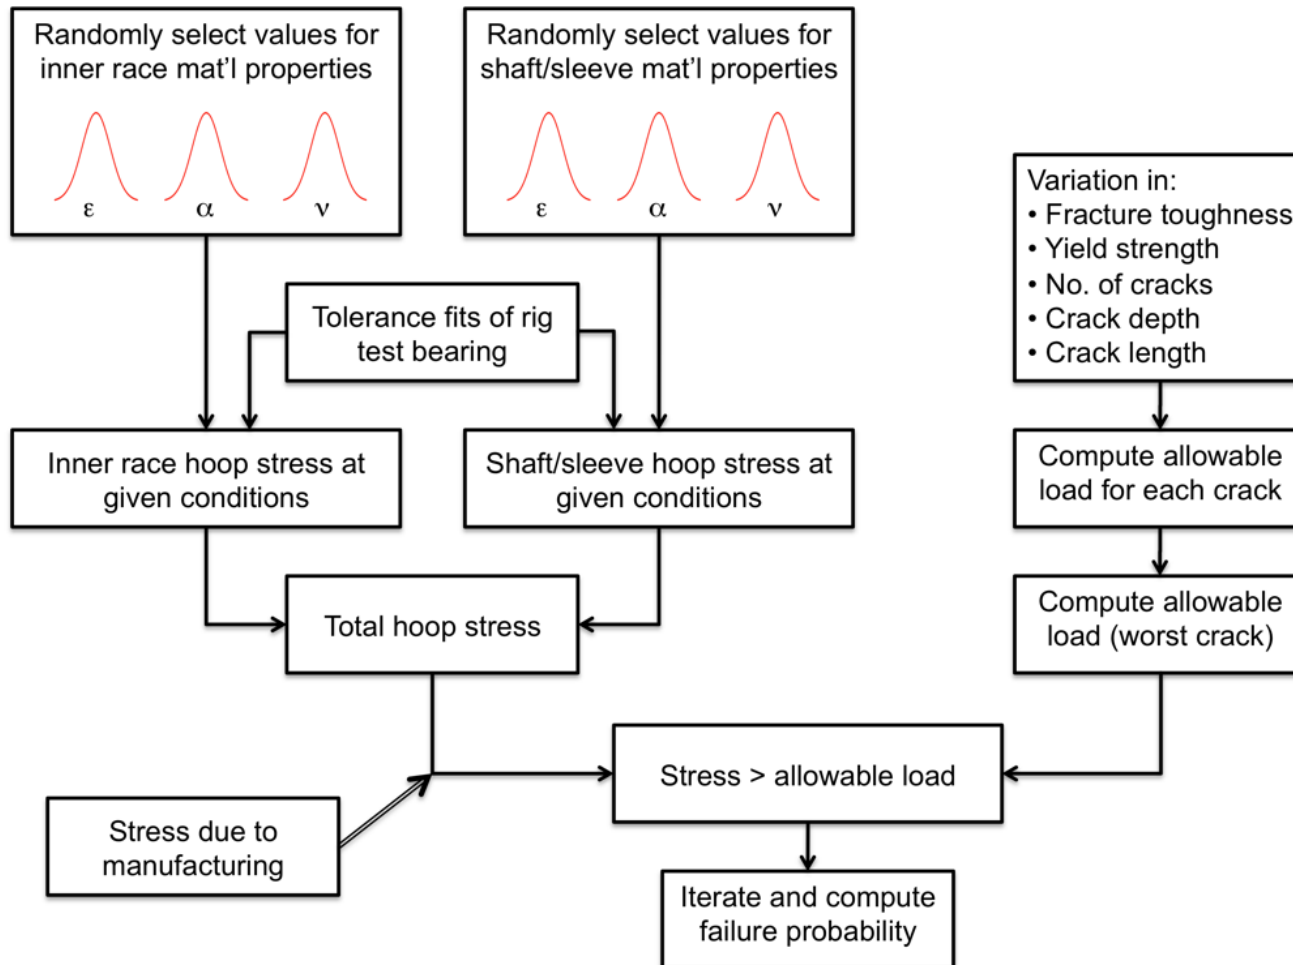 Randomly select values for
inner race mat’l properties
ε α ν
Randomly select values for
shaft/sleeve mat’l properties
ε α ν
Variation in:
• Fracture toughness
• Yield strength
• No. of cracks
• Crack depth
• Crack length
Tolerance fits of rig
test bearing
Inner race hoop stress at
given conditions
Shaft/sleeve hoop stress at
given conditions
Compute allowable
load for each crack
Total hoop stress
Compute allowable
load (worst crack)
Stress > allowable load
Stress due to
manufacturing
Iterate and compute
failure probability